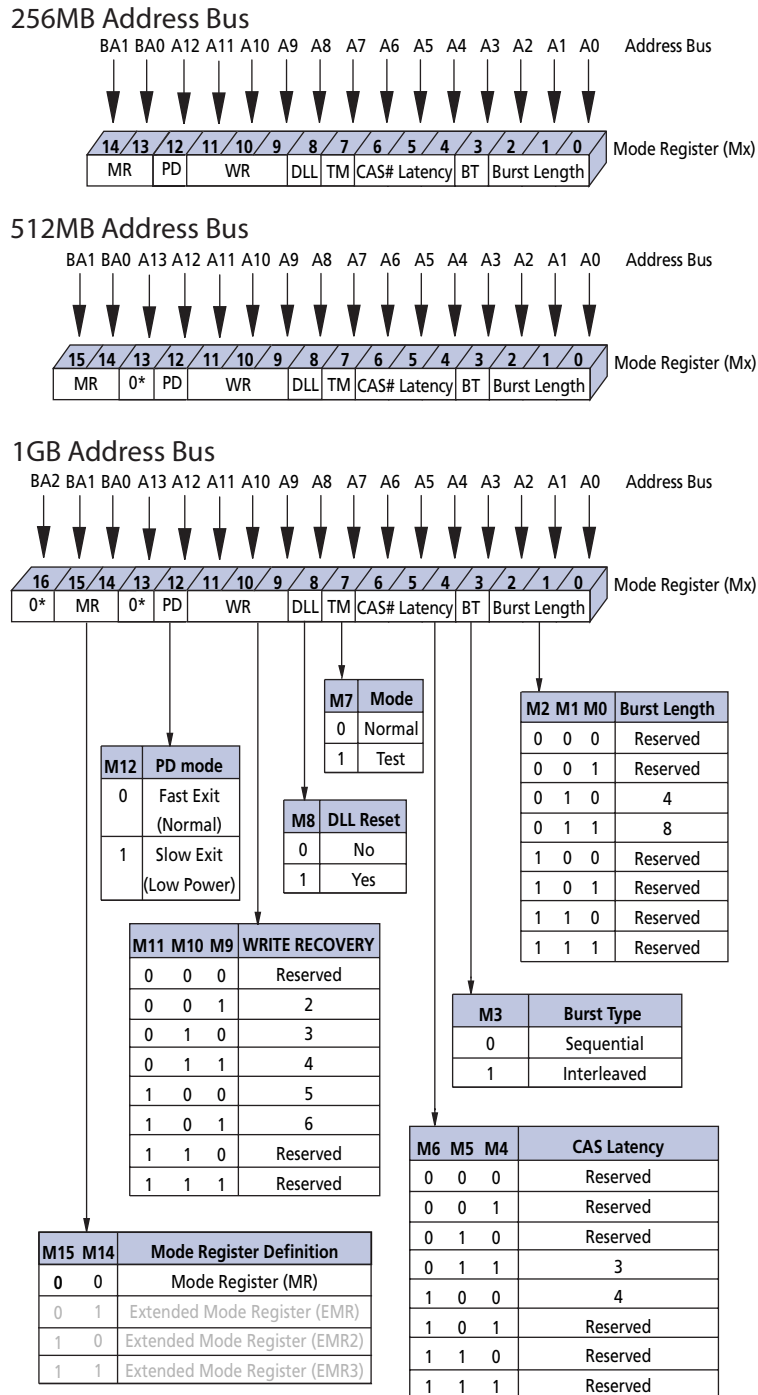 256MB Address Bus
BA1 BA0 A12 A11 A10 A9 A8 A7 A6 A5 A4 A3 A2 A1 A0 Address Bus
14 13 12 11 10 9 8 7 6 5 4 3 2 1 0 Mode Register (Mx)
MR PD WR DLL TM CAS# Latency BT Burst Length
512MB Address Bus
BA1 BA0 A13 A12 A11 A10 A9 A8 A7 A6 A5 A4 A3 A2 A1 A0 Address Bus
15 14 13 12 11 10 9 8 7 6 5 4 3 2 1 0 Mode Register (Mx)
MR 0* PD WR DLL TM CAS# Latency BT Burst Length
1GB Address Bus
BA2 BA1 BA0 A13 A12 A11 A10 A9 A8 A7 A6 A5 A4 A3 A2 A1 A0 Address Bus
16 15 14 13 12 11 10 9 8 7 6 5 4 3 2 1 0 Mode Register (Mx)
0* MR 0* PD WR DLL TM CAS# Latency BT Burst Length
M7 Mode
0 Normal
1 Test
M2 M1 M0 Burst Length
0 0 0 Reserved
0 0 1 Reserved
0 1 0 4
0 1 1 8
1 0 0 Reserved
1 0 1 Reserved
1 1 0 Reserved
1 1 1 Reserved
M12 PD mode
0 Fast Exit
(Normal)
1 Slow Exit
(Low Power)
M8 DLL Reset
0 No
1 Yes
M11 M10 M9 WRITE RECOVERY
0 0 0 Reserved
0 0 1 2
0 1 0 3
0 1 1 4
1 0 0 5
1 0 1 6
1 1 0 Reserved
1 1 1 Reserved
M3 Burst Type
0 Sequential
1 Interleaved
M6 M5 M4 CAS Latency
0 0 0 Reserved
0 0 1 Reserved
0 1 0 Reserved
0 1 1 3
1 0 0 4
1 0 1 Reserved
1 1 0 Reserved
1 1 1 Reserved
M15 M14 Mode Register Definition
0 0 Mode Register (MR)
0 1 Extended Mode Register (EMR)
1 0 Extended Mode Register (EMR2)
1 1 Extended Mode Register (EMR3)